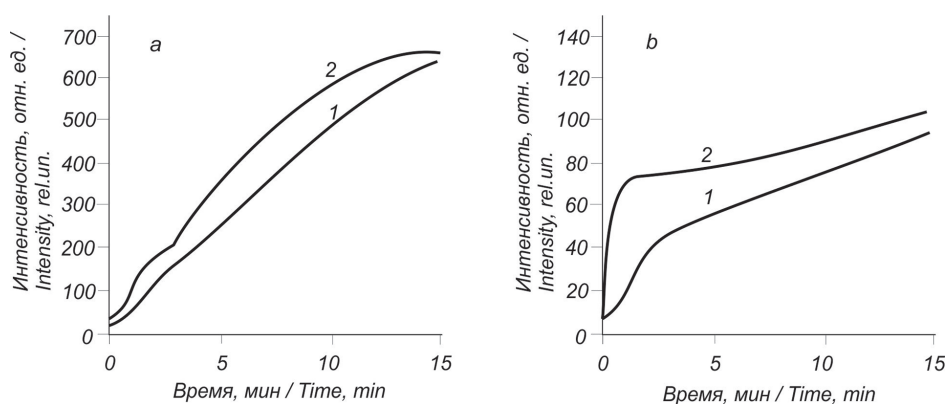 Интенсивность, отн. ед. /
Intensity, rel.un.
a
700
600
500
400
300
200
100
0
2
1
0 5 10 15
Время, мин / Time, min
Интенсивность, отн. ед. /
Intensity, rel.un.
b
140
120
100
80
60
40
20
0
2
1
0 5 10 15
Время, мин / Time, min